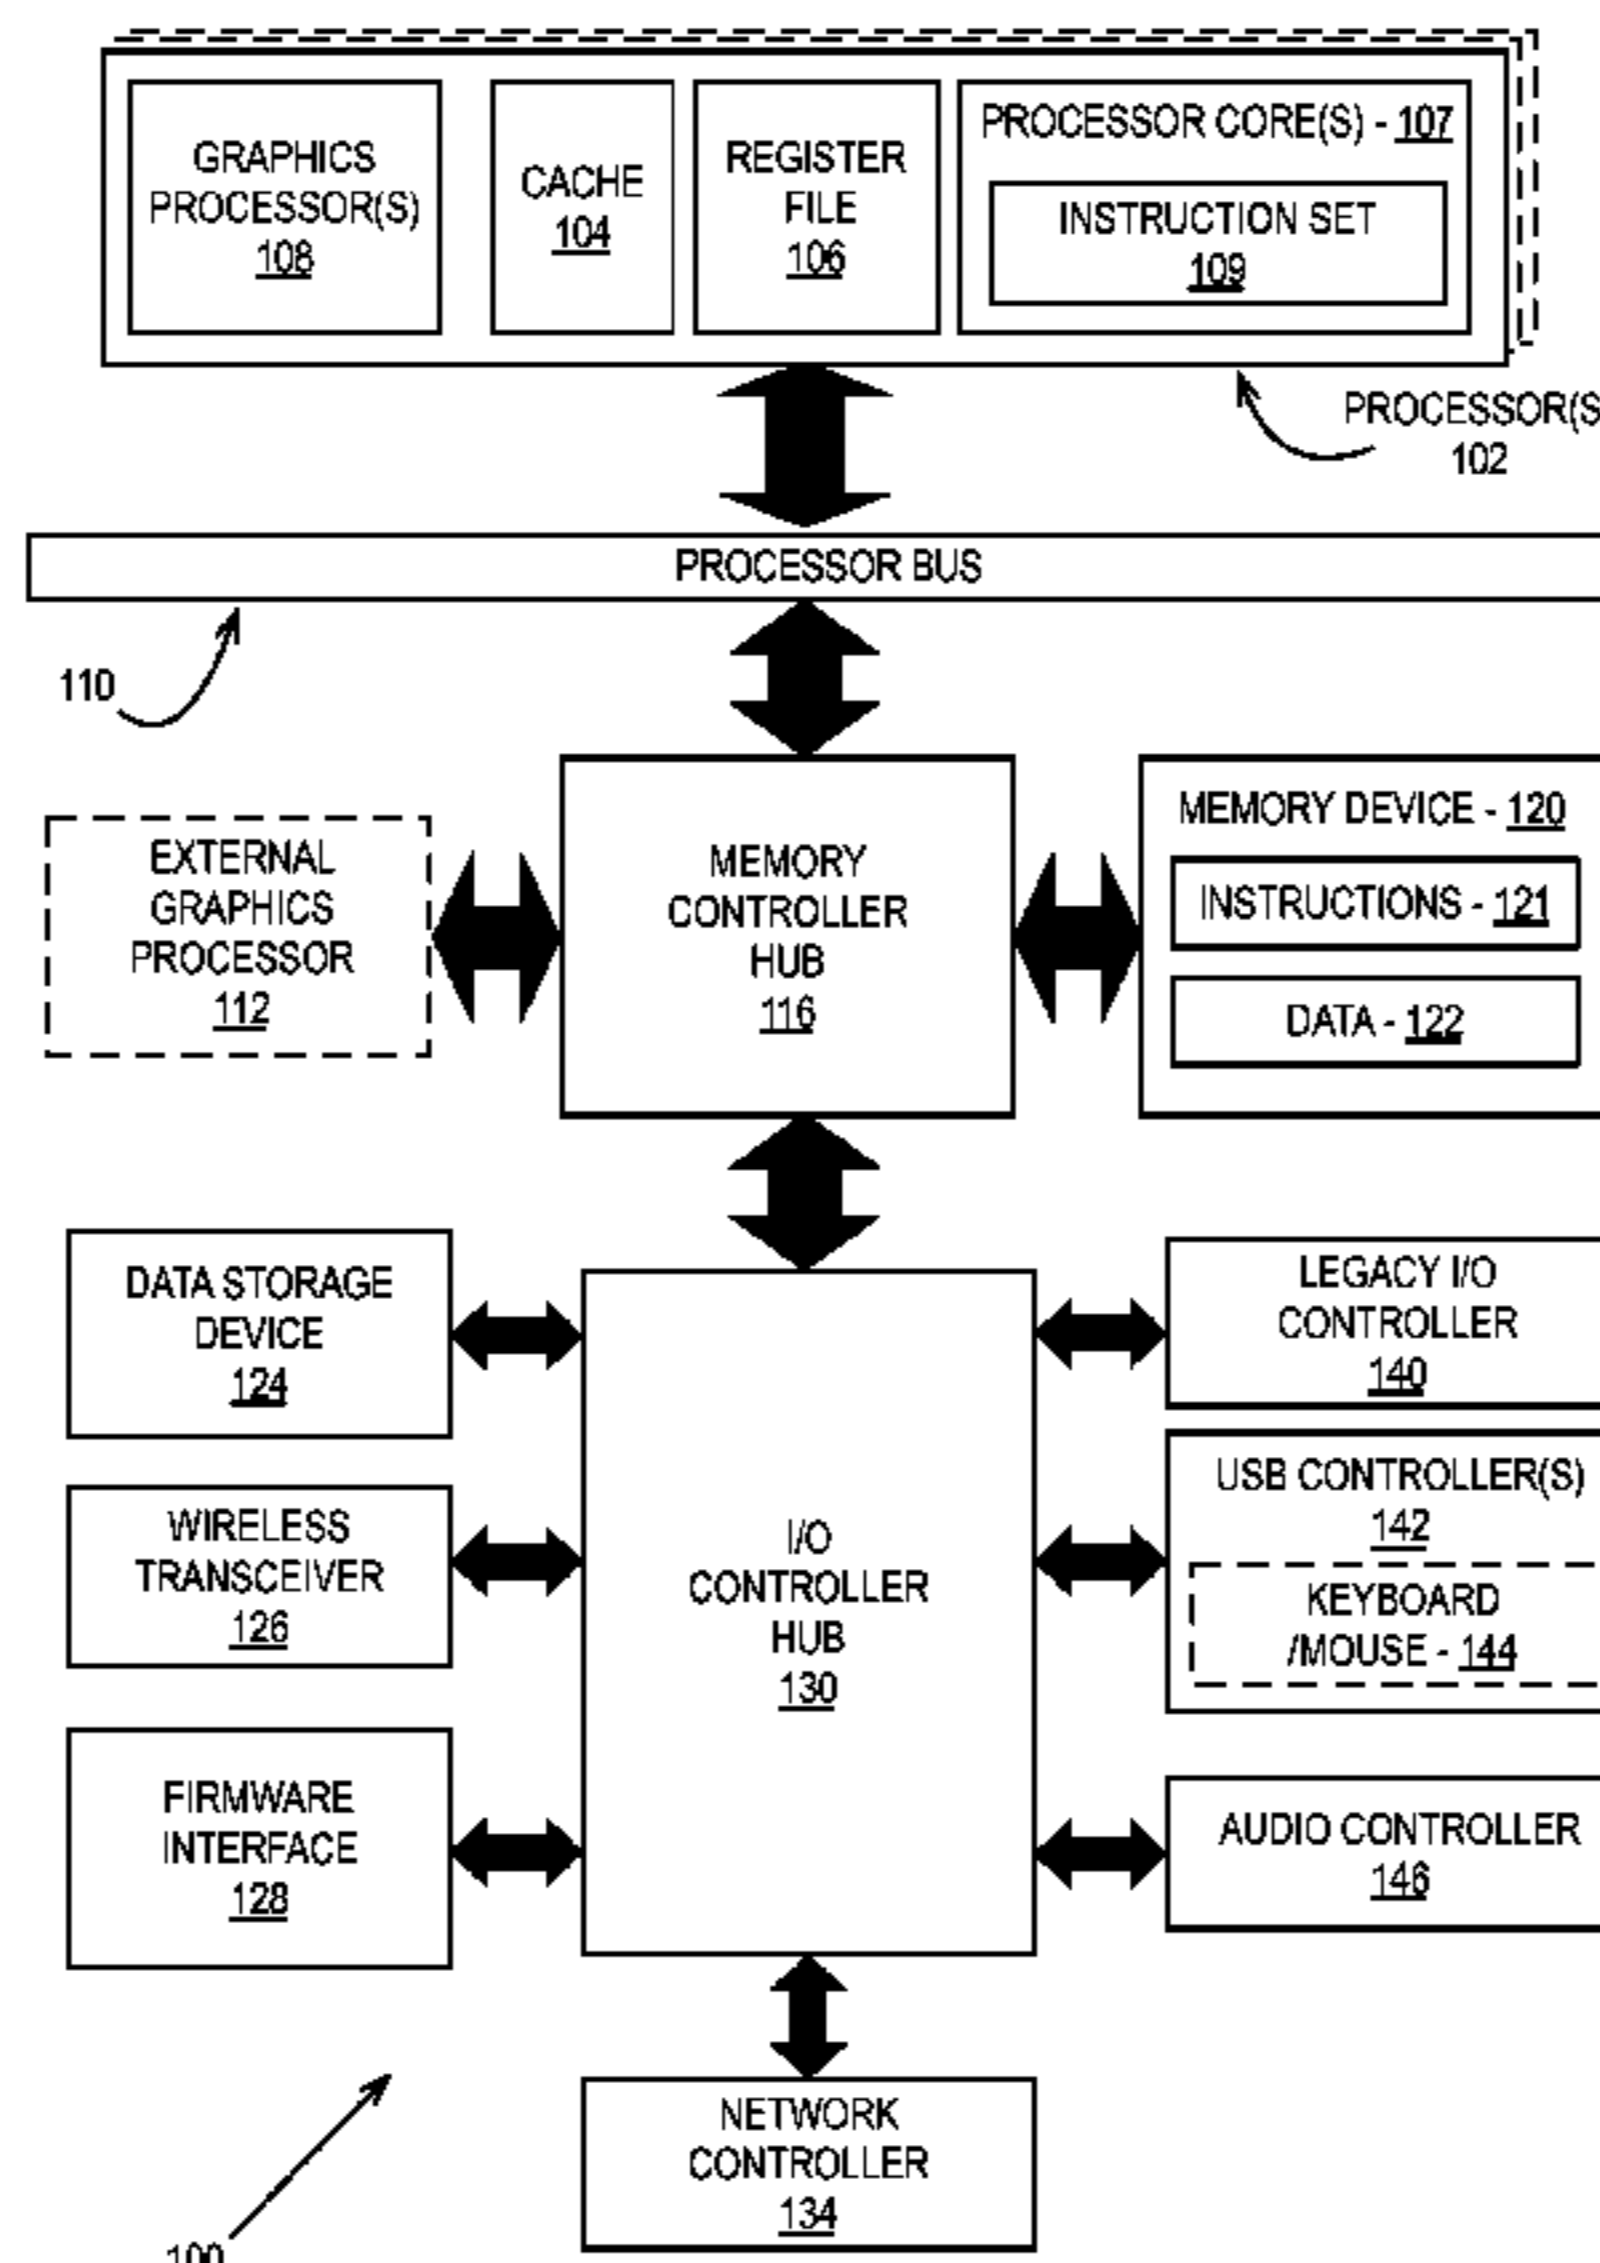 GRAPHICS
PROCESSOR(S)
108
CACHE
104
REGISTER
FILE
106
PROCESSOR CORE(S) - 107
INSTRUCTION SET
109
PROCESSOR(S
102
PROCESSOR BUS
110
EXTERNAL
GRAPHICS
PROCESSOR
112
MEMORY
CONTROLLER
HUB
116
MEMORY DEVICE - 120
INSTRUCTIONS - 121
DATA - 122
DATA STORAGE
DEVICE
124
WIRELESS
TRANSCEIVER
126
FIRMWARE
INTERFACE
128
I/O
CONTROLLER
HUB
130
LEGACY I/O
CONTROLLER
140
USB CONTROLLER(S)
142
KEYBOARD
/MOUSE - 144
AUDIO CONTROLLER
146
NETWORK
CONTROLLER
134
100